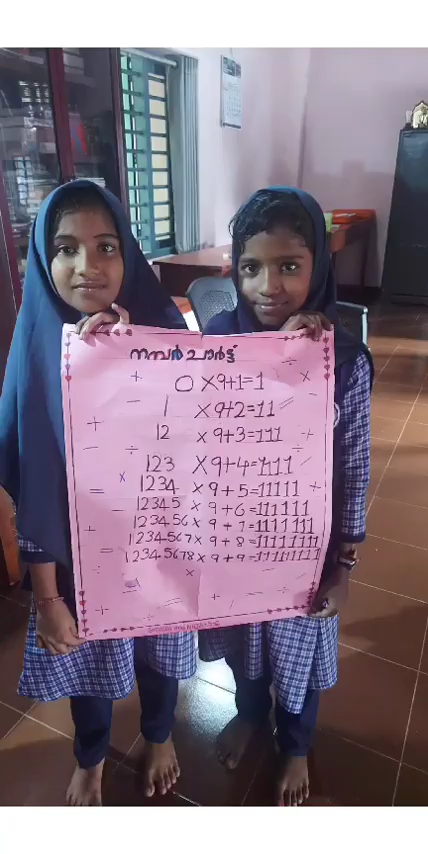 നമ്പർ ചാർട്ട്
0 × 9+1=1
1 × 9+2=11
12 × 9+3=111
123 × 9+4=1111
1234 × 9+5=11111
12345 × 9+6=111111
123456 × 9+7=1111111
1234567 × 9+8=11111111
12345678 × 9+9=111111111